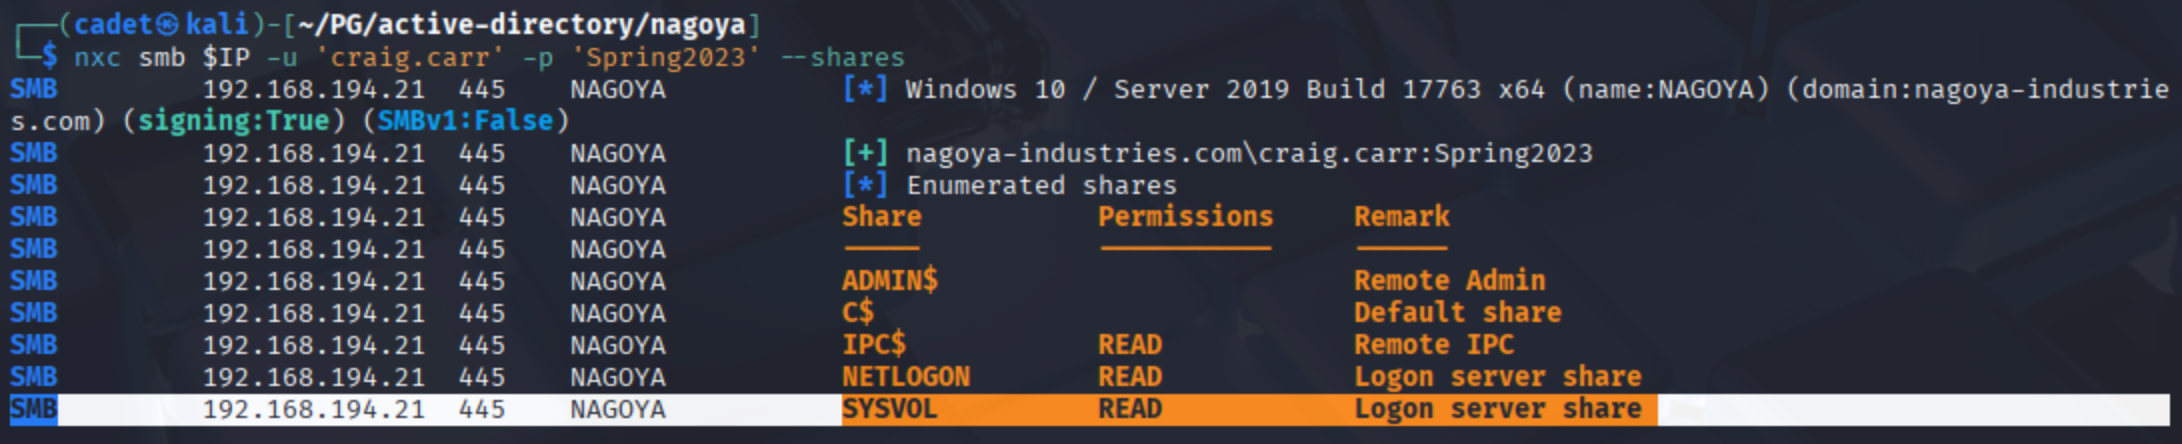 ┌──(cadet㉿kali)-[~/PG/active-directory/nagoya]
└─$ nxc smb $IP -u 'craig.carr' -p 'Spring2023' --shares
SMB         192.168.194.21  445    NAGOYA           [*] Windows 10 / Server 2019 Build 17763 x64 (name:NAGOYA) (domain:nagoya-industrie
s.com) (signing:True) (SMBv1:False)
SMB         192.168.194.21  445    NAGOYA           [+] nagoya-industries.com\craig.carr:Spring2023
SMB         192.168.194.21  445    NAGOYA           [*] Enumerated shares
SMB         192.168.194.21  445    NAGOYA           Share           Permissions     Remark
SMB         192.168.194.21  445    NAGOYA           -----           -----------     ------
SMB         192.168.194.21  445    NAGOYA           ADMIN$                          Remote Admin
SMB         192.168.194.21  445    NAGOYA           C$                              Default share
SMB         192.168.194.21  445    NAGOYA           IPC$            READ            Remote IPC
SMB         192.168.194.21  445    NAGOYA           NETLOGON        READ            Logon server share
SMB         192.168.194.21  445    NAGOYA           SYSVOL          READ            Logon server share